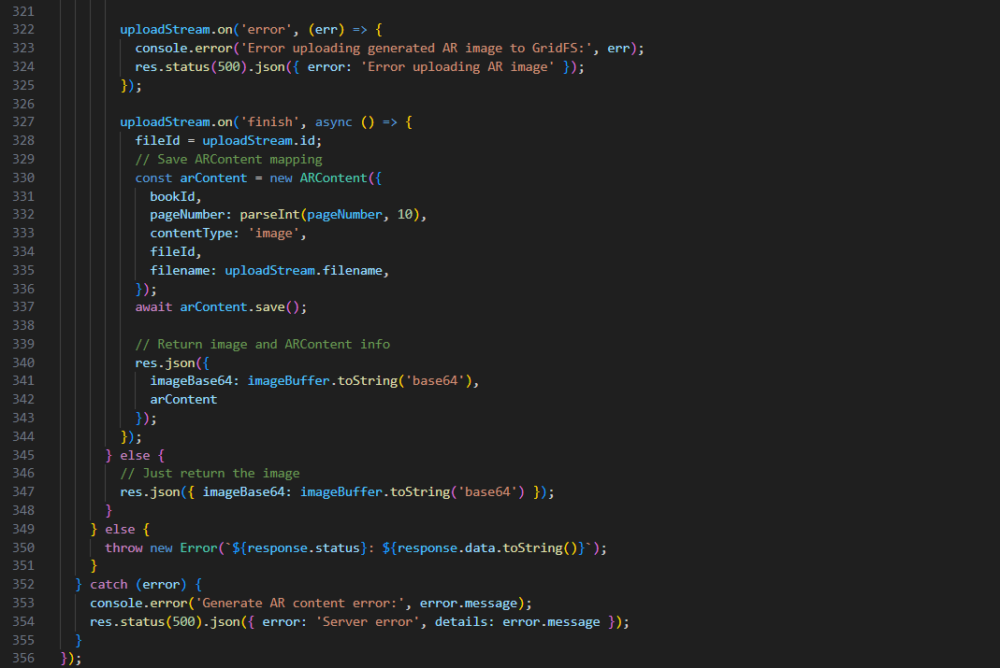 321
322 uploadStream.on('error', (err) => {
323 console.error('Error uploading generated AR image to GridFS:', err);
324 res.status(500).json({ error: 'Error uploading AR image' });
325 });
326
327 uploadStream.on('finish', async () => {
328 fileId = uploadStream.id;
329 // Save ARContent mapping
330 const arContent = new ARContent({
331 bookId,
332 pageNumber: parseInt(pageNumber, 10),
333 contentType: 'image',
334 fileId,
335 filename: uploadStream.filename,
336 });
337 await arContent.save();
338
339 // Return image and ARContent info
340 res.json({
341 imageBase64: imageBuffer.toString('base64'),
342 arContent
343 });
344 });
345 } else {
346 // Just return the image
347 res.json({ imageBase64: imageBuffer.toString('base64') });
348 }
349 } else {
350 throw new Error(`${response.status}: ${response.data.toString()}`);
351 }
352 } catch (error) {
353 console.error('Generate AR content error:', error.message);
354 res.status(500).json({ error: 'Server error', details: error.message });
355 }
356 });